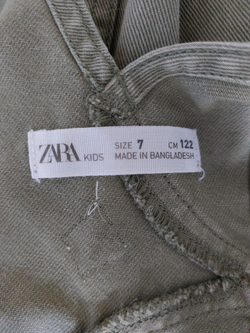 ZARA KIDS SIZE 7 CM 122
MADE IN BANGLADESH